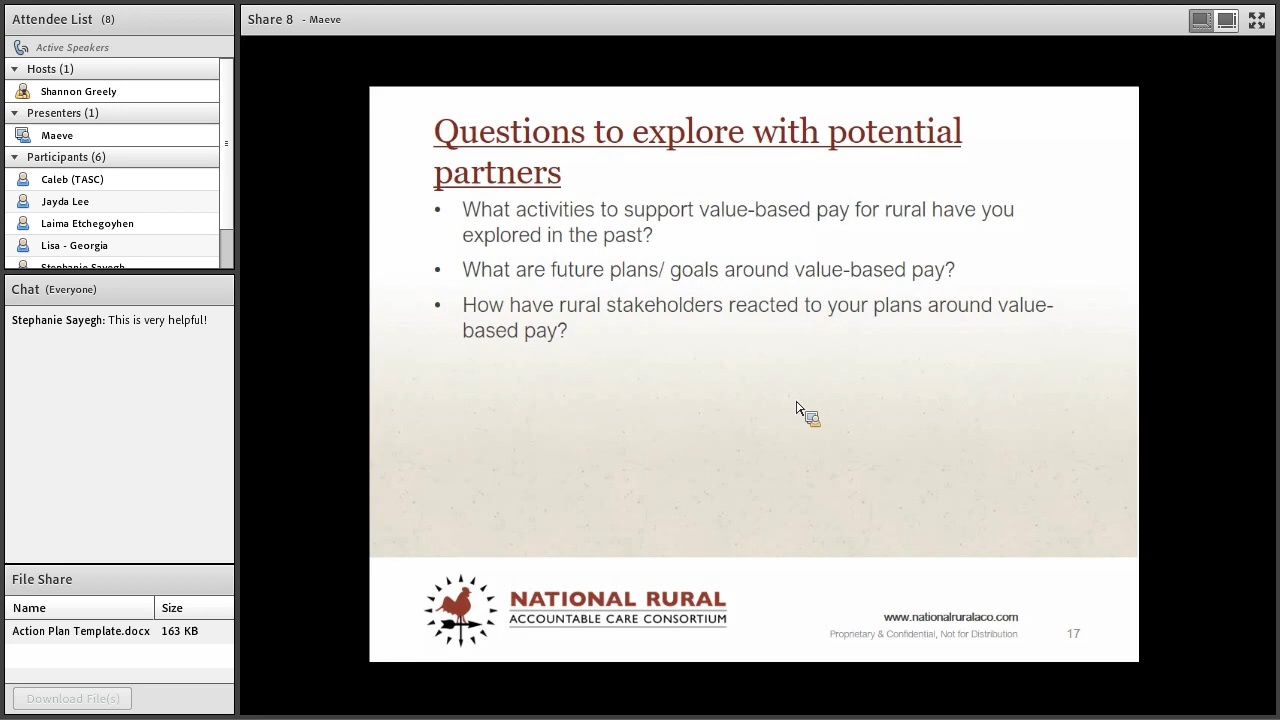 Attendee List (8)
Active Speakers
Hosts (1)
Shannon Greely
Presenters (1)
Maeve
Participants (6)
Caleb (TASC)
Jayda Lee
Laima Etchegoyhen
Lisa - Georgia
Stephanie Sayegh
Chat (Everyone)
Stephanie Sayegh: This is very helpful!
File Share
Name Size
Action Plan Template.docx 163 KB
Download File(s)
Share 8 - Maeve
Questions to explore with potential
partners
• What activities to support value-based pay for rural have you
explored in the past?
• What are future plans/ goals around value-based pay?
• How have rural stakeholders reacted to your plans around value-
based pay?
NATIONAL RURAL
ACCOUNTABLE CARE CONSORTIUM
www.nationalruralaco.com
Proprietary & Confidential, Not for Distribution
17